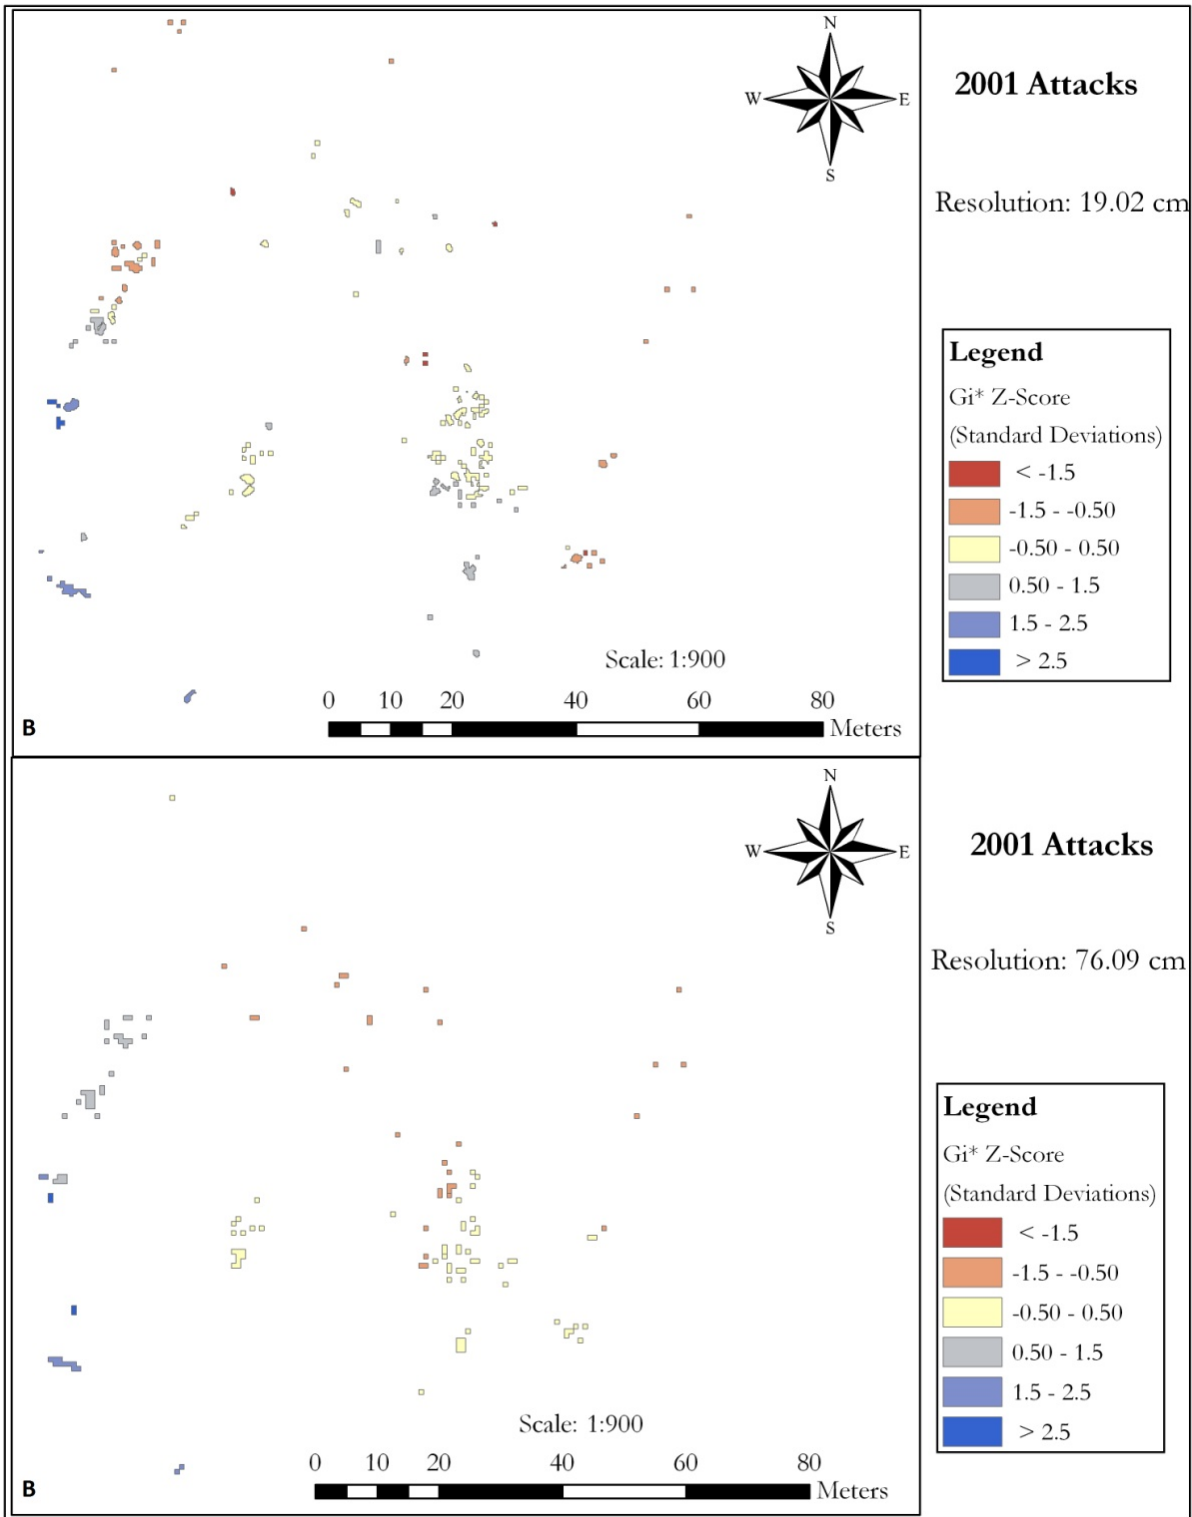 N
W E
S
2001 Attacks
Resolution: 19.02 cm
Legend
Gi* Z-Score
(Standard Deviations)
< -1.5
-1.5 - -0.50
-0.50 - 0.50
0.50 - 1.5
1.5 - 2.5
> 2.5
Scale: 1:900
0 10 20 40 60 80
Meters
B
N
W E
S
2001 Attacks
Resolution: 76.09 cm
Legend
Gi* Z-Score
(Standard Deviations)
< -1.5
-1.5 - -0.50
-0.50 - 0.50
0.50 - 1.5
1.5 - 2.5
> 2.5
Scale: 1:900
0 10 20 40 60 80
Meters
B